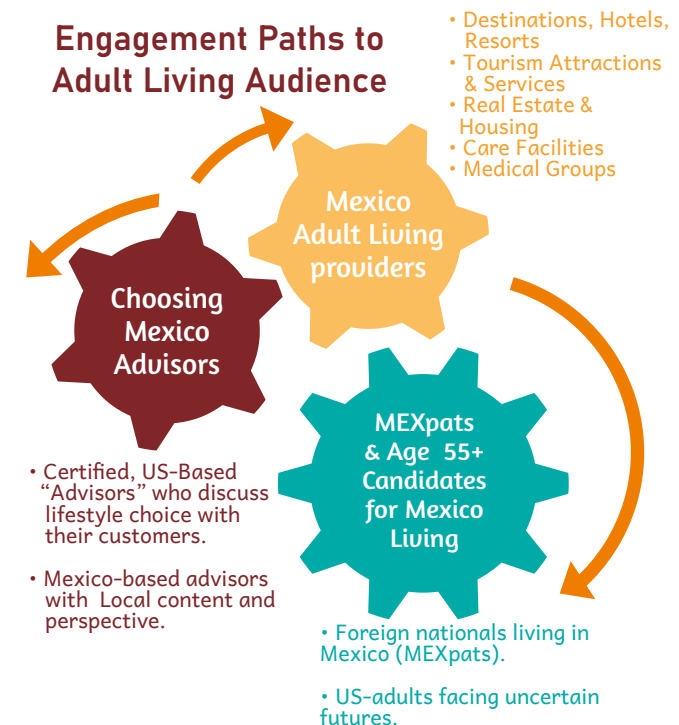 Engagement Paths to
Adult Living Audience
• Destinations, Hotels,
Resorts
• Tourism Attractions
& Services
• Real Estate &
Housing
• Care Facilities
• Medical Groups
Mexico
Adult Living
providers
Choosing
Mexico
Advisors
MEXpats
& Age 55+
Candidates
for Mexico
Living
• Certified, US-Based
“Advisors” who discuss
lifestyle choice with
their customers.
• Mexico-based advisors
with Local content and
perspective.
• Foreign nationals living in
Mexico (MEXpats).
• US-adults facing uncertain
futures.